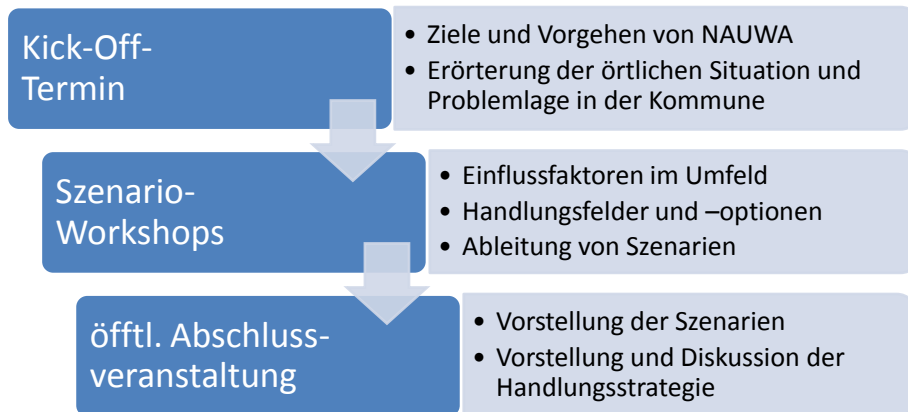 Kick-Off-
Termin
• Ziele und Vorgehen von NAUWA
• Erörterung der örtlichen Situation und
Problemlage in der Kommune
Szenario-
Workshops
• Einflussfaktoren im Umfeld
• Handlungsfelder und –optionen
• Ableitung von Szenarien
öfftl. Abschluss-
veranstaltung
• Vorstellung der Szenarien
• Vorstellung und Diskussion der
Handlungsstrategie